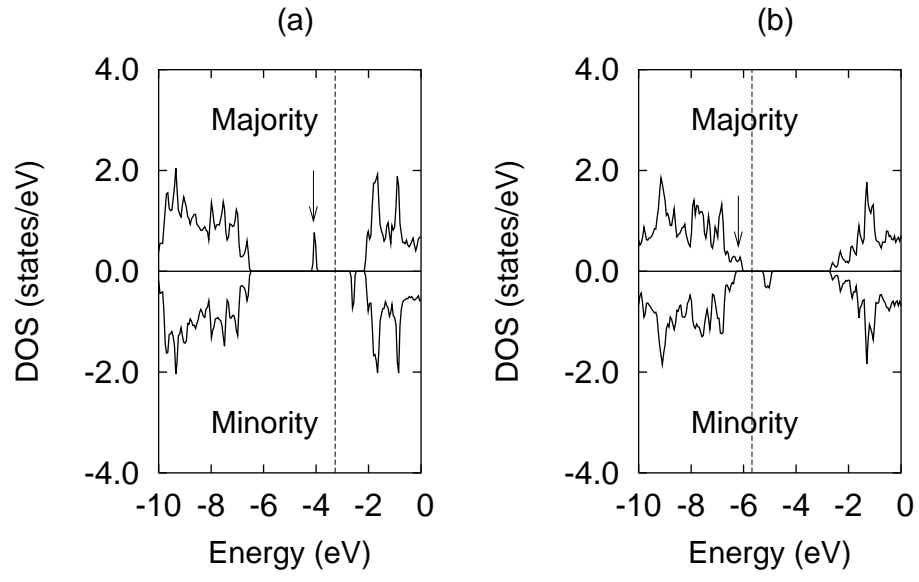 (a)
DOS (states/eV)
4.0
2.0
0.0
-2.0
-4.0
Majority
Minority
-10 -8 -6 -4 -2 0
Energy (eV)
(b)
DOS (states/eV)
4.0
2.0
0.0
-2.0
-4.0
Majority
Minority
-10 -8 -6 -4 -2 0
Energy (eV)